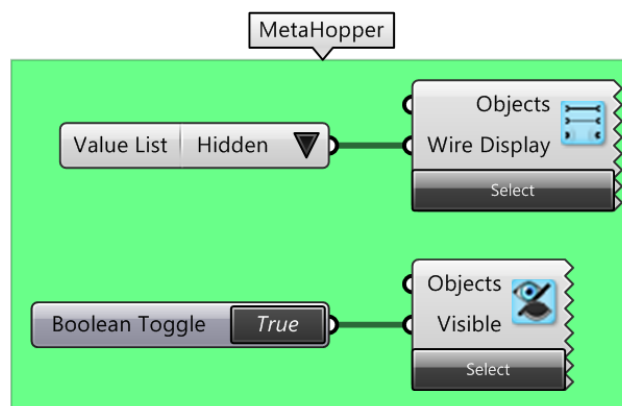 MetaHopper
Objects
Value List Hidden Wire Display
Select
Objects
Boolean Toggle True Visible
Select